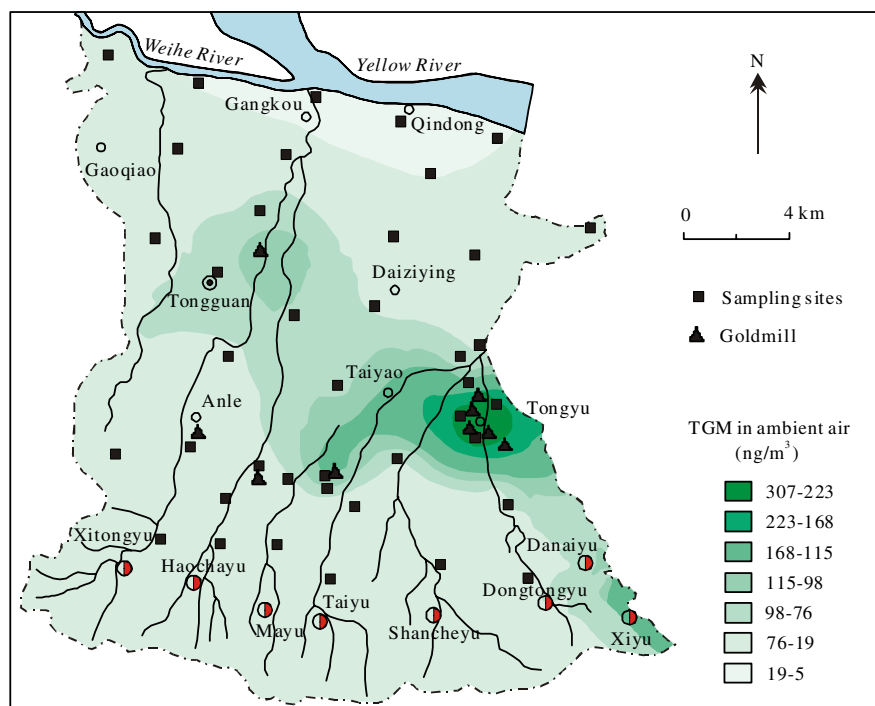 Weihe River
Yellow River
N
Gangkou
Qindong
Gaoqiao
0 4 km
Daiziying
Tongguan
Sampling sites
Goldmill
Taiyao
Anle
Tongyu
TGM in ambient air
(ng/m³)
307-223
223-168
168-115
115-98
98-76
76-19
19-5
Xitongyu
Haochayu
Danaiyu
Dongtongyu
Taiyu
Mayu
Shancheyu
Xiyu